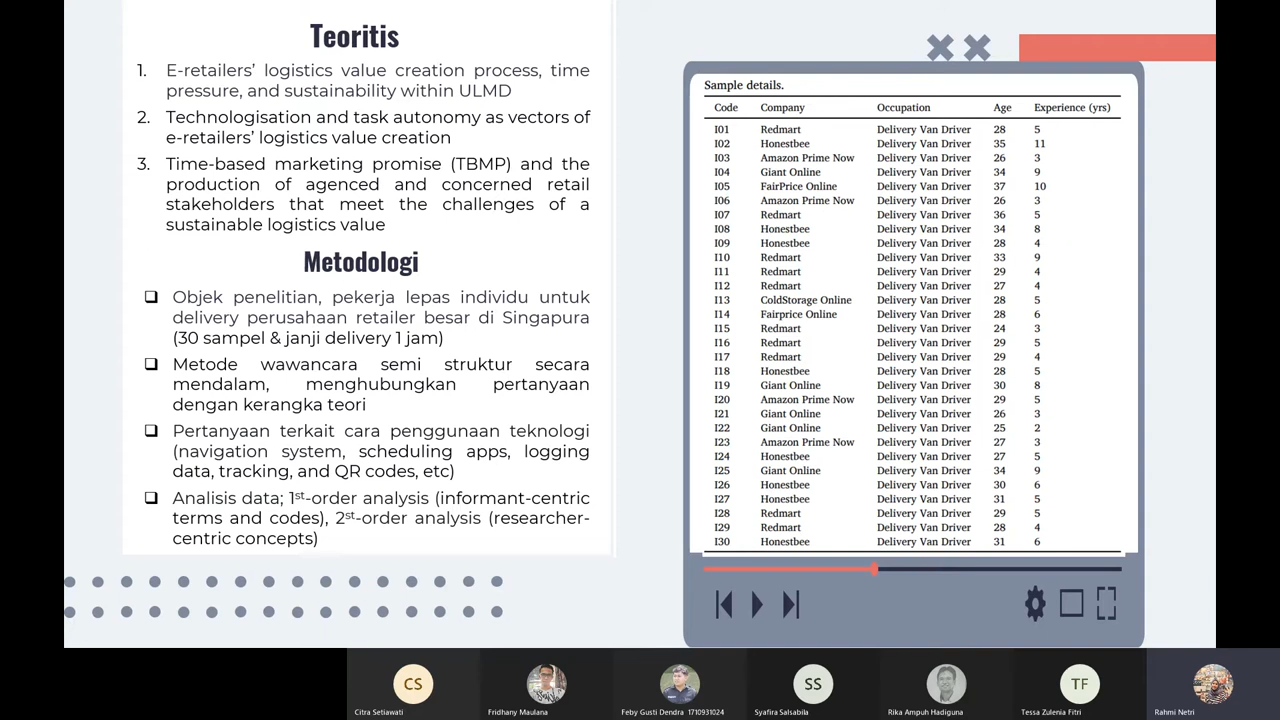 Teoritis
1. E-retailers’ logistics value creation process, time
pressure, and sustainability within ULMD
2. Technologisation and task autonomy as vectors of
e-retailers’ logistics value creation
3. Time-based marketing promise (TBMP) and the
production of agenced and concerned retail
stakeholders that meet the challenges of a
sustainable logistics value
Metodologi
❑ Objek penelitian, pekerja lepas individu untuk
delivery perusahaan retailer besar di Singapura
(30 sampel & janji delivery 1 jam)
❑ Metode wawancara semi struktur secara
mendalam, menghubungkan pertanyaan
dengan kerangka teori
❑ Pertanyaan terkait cara penggunaan teknologi
(navigation system, scheduling apps, logging
data, tracking, and QR codes, etc)
❑ Analisis data; 1st-order analysis (informant-centric
terms and codes), 2st-order analysis (researcher-
centric concepts)
Sample details.
Code Company Occupation Age Experience (yrs)
I01 Redmart Delivery Van Driver 28 5
I02 Honestbee Delivery Van Driver 35 11
I03 Amazon Prime Now Delivery Van Driver 26 3
I04 Giant Online Delivery Van Driver 34 9
I05 FairPrice Online Delivery Van Driver 37 10
I06 Amazon Prime Now Delivery Van Driver 26 3
I07 Redmart Delivery Van Driver 36 5
I08 Honestbee Delivery Van Driver 34 8
I09 Honestbee Delivery Van Driver 28 4
I10 Redmart Delivery Van Driver 33 9
I11 Redmart Delivery Van Driver 29 4
I12 Redmart Delivery Van Driver 27 4
I13 ColdStorage Online Delivery Van Driver 28 5
I14 Fairprice Online Delivery Van Driver 28 6
I15 Redmart Delivery Van Driver 24 3
I16 Redmart Delivery Van Driver 29 5
I17 Redmart Delivery Van Driver 29 4
I18 Honestbee Delivery Van Driver 28 5
I19 Giant Online Delivery Van Driver 30 8
I20 Amazon Prime Now Delivery Van Driver 29 5
I21 Giant Online Delivery Van Driver 26 3
I22 Giant Online Delivery Van Driver 25 2
I23 Amazon Prime Now Delivery Van Driver 27 3
I24 Honestbee Delivery Van Driver 27 5
I25 Giant Online Delivery Van Driver 34 9
I26 Honestbee Delivery Van Driver 30 6
I27 Honestbee Delivery Van Driver 31 5
I28 Redmart Delivery Van Driver 29 5
I29 Redmart Delivery Van Driver 28 4
I30 Honestbee Delivery Van Driver 31 6
CS
SS
TF
Citra Setiawati
Fridhany Maulana
Feby Gusti Dendra 1710931024
Syafira Salsabila
Rika Ampuh Hadiguna
Tessa Zulenia Fitri
Rahmi Netri